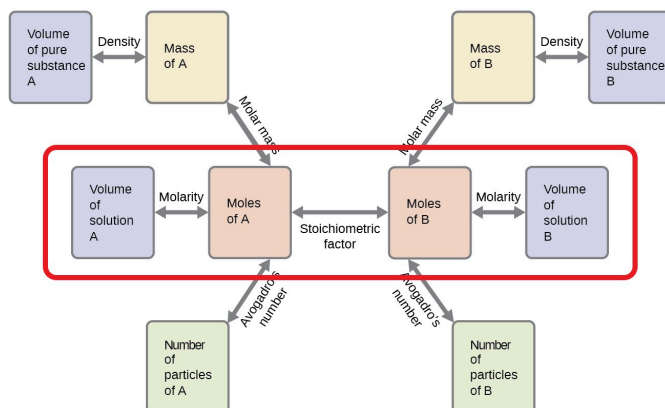 Volume
of pure
substance
A
Density
Mass
of A
Mass
of B
Density
Volume
of pure
substance
B
Molar mass
Molar mass
Volume
of
solution
A
Molarity
Moles
of A
Stoichiometric
factor
Moles
of B
Molarity
Volume
of
solution
B
Avogadro's
number
Avogadro's
number
Number
of
particles
of A
Number
of
particles
of B